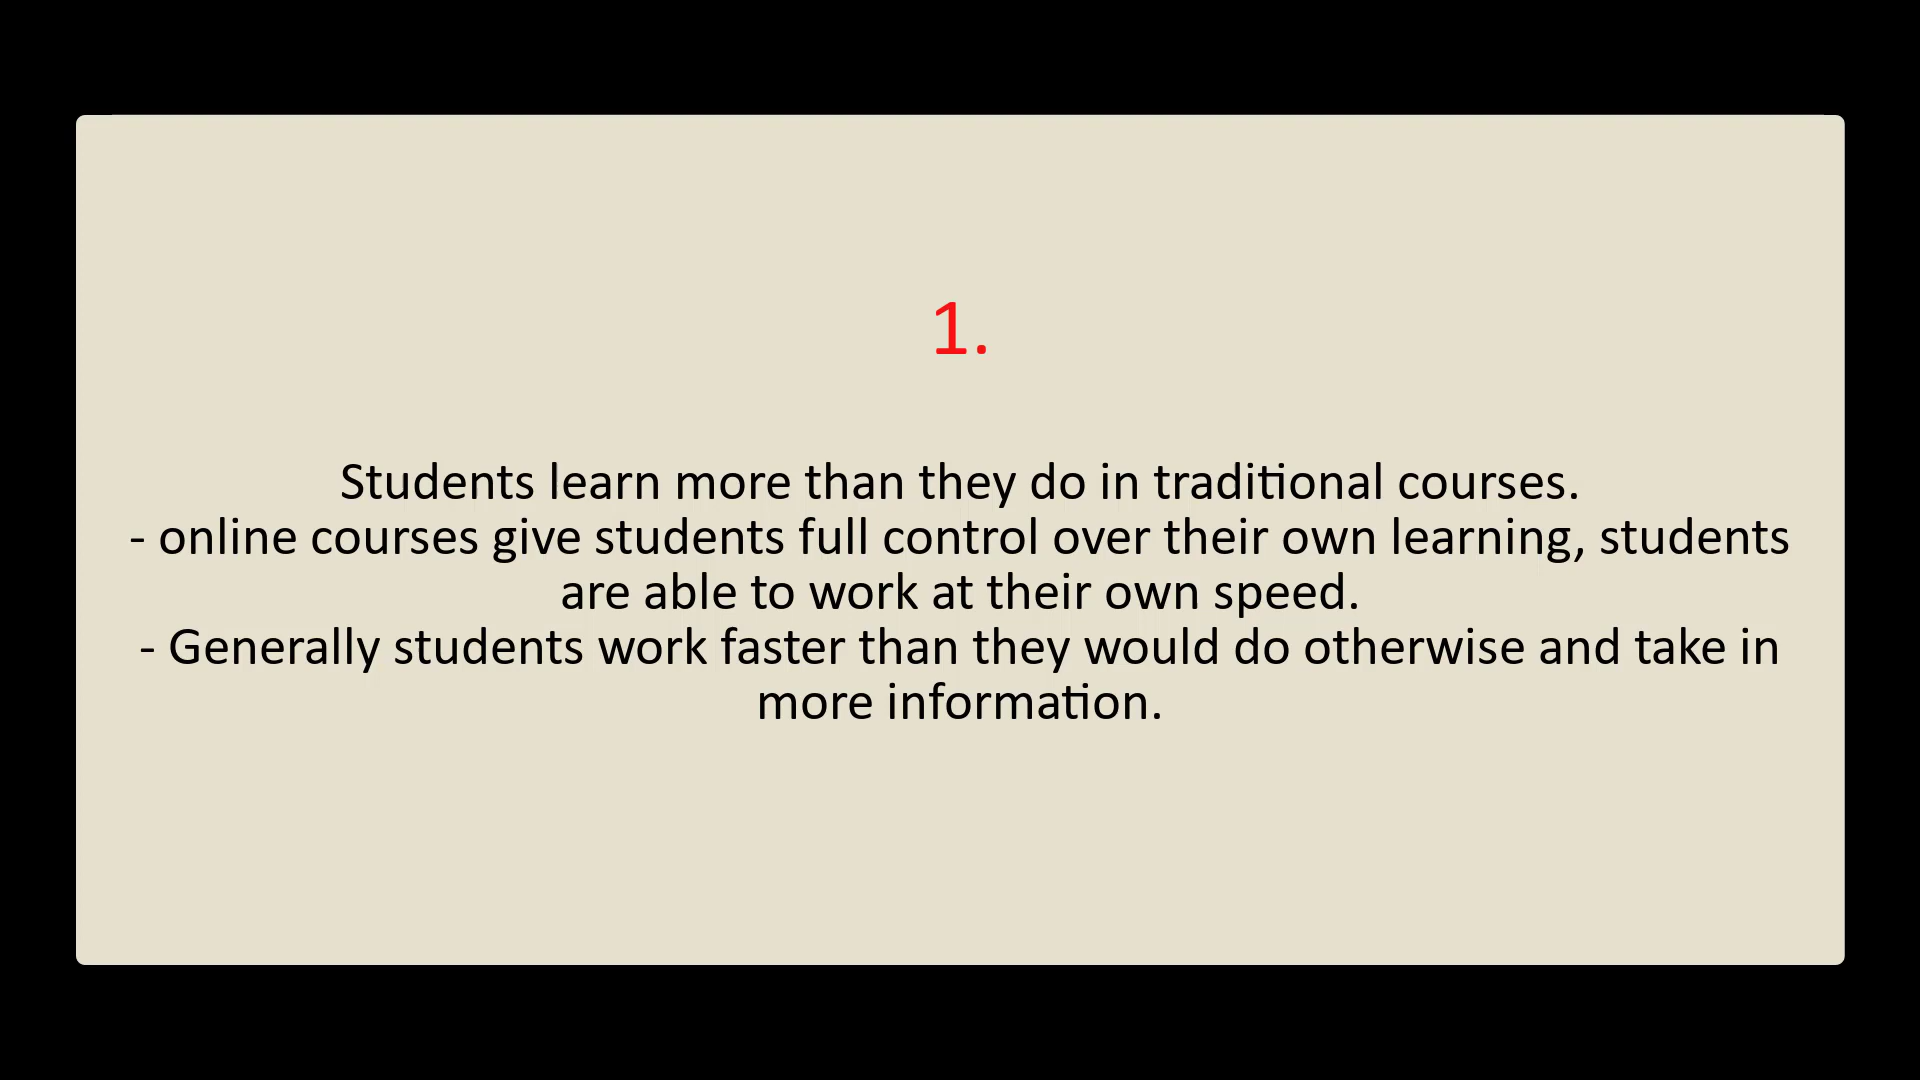 1.
Students learn more than they do in traditional courses.
- online courses give students full control over their own learning, students
are able to work at their own speed.
- Generally students work faster than they would do otherwise and take in
more information.